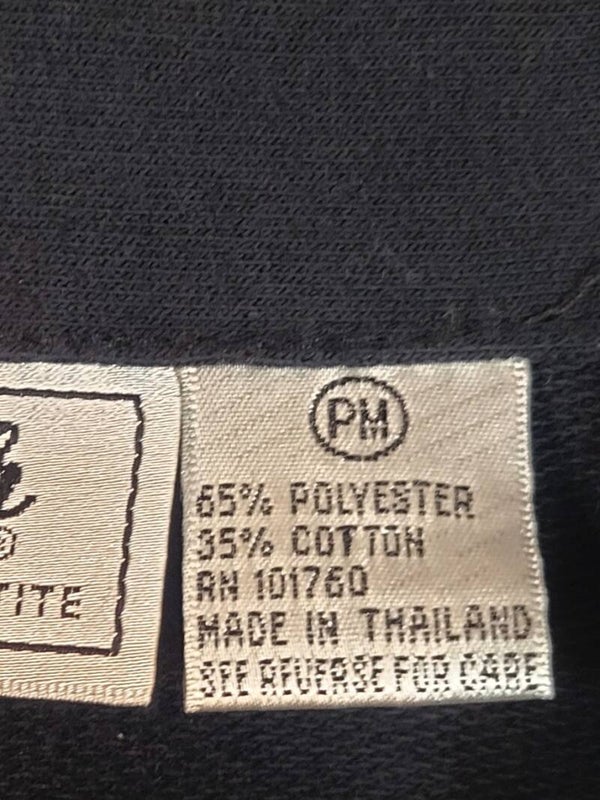 PM
65% POLYESTER
35% COTTON
RN 101760
MADE IN THAILAND
SEE REVERSE FOR CARE
®
TITE